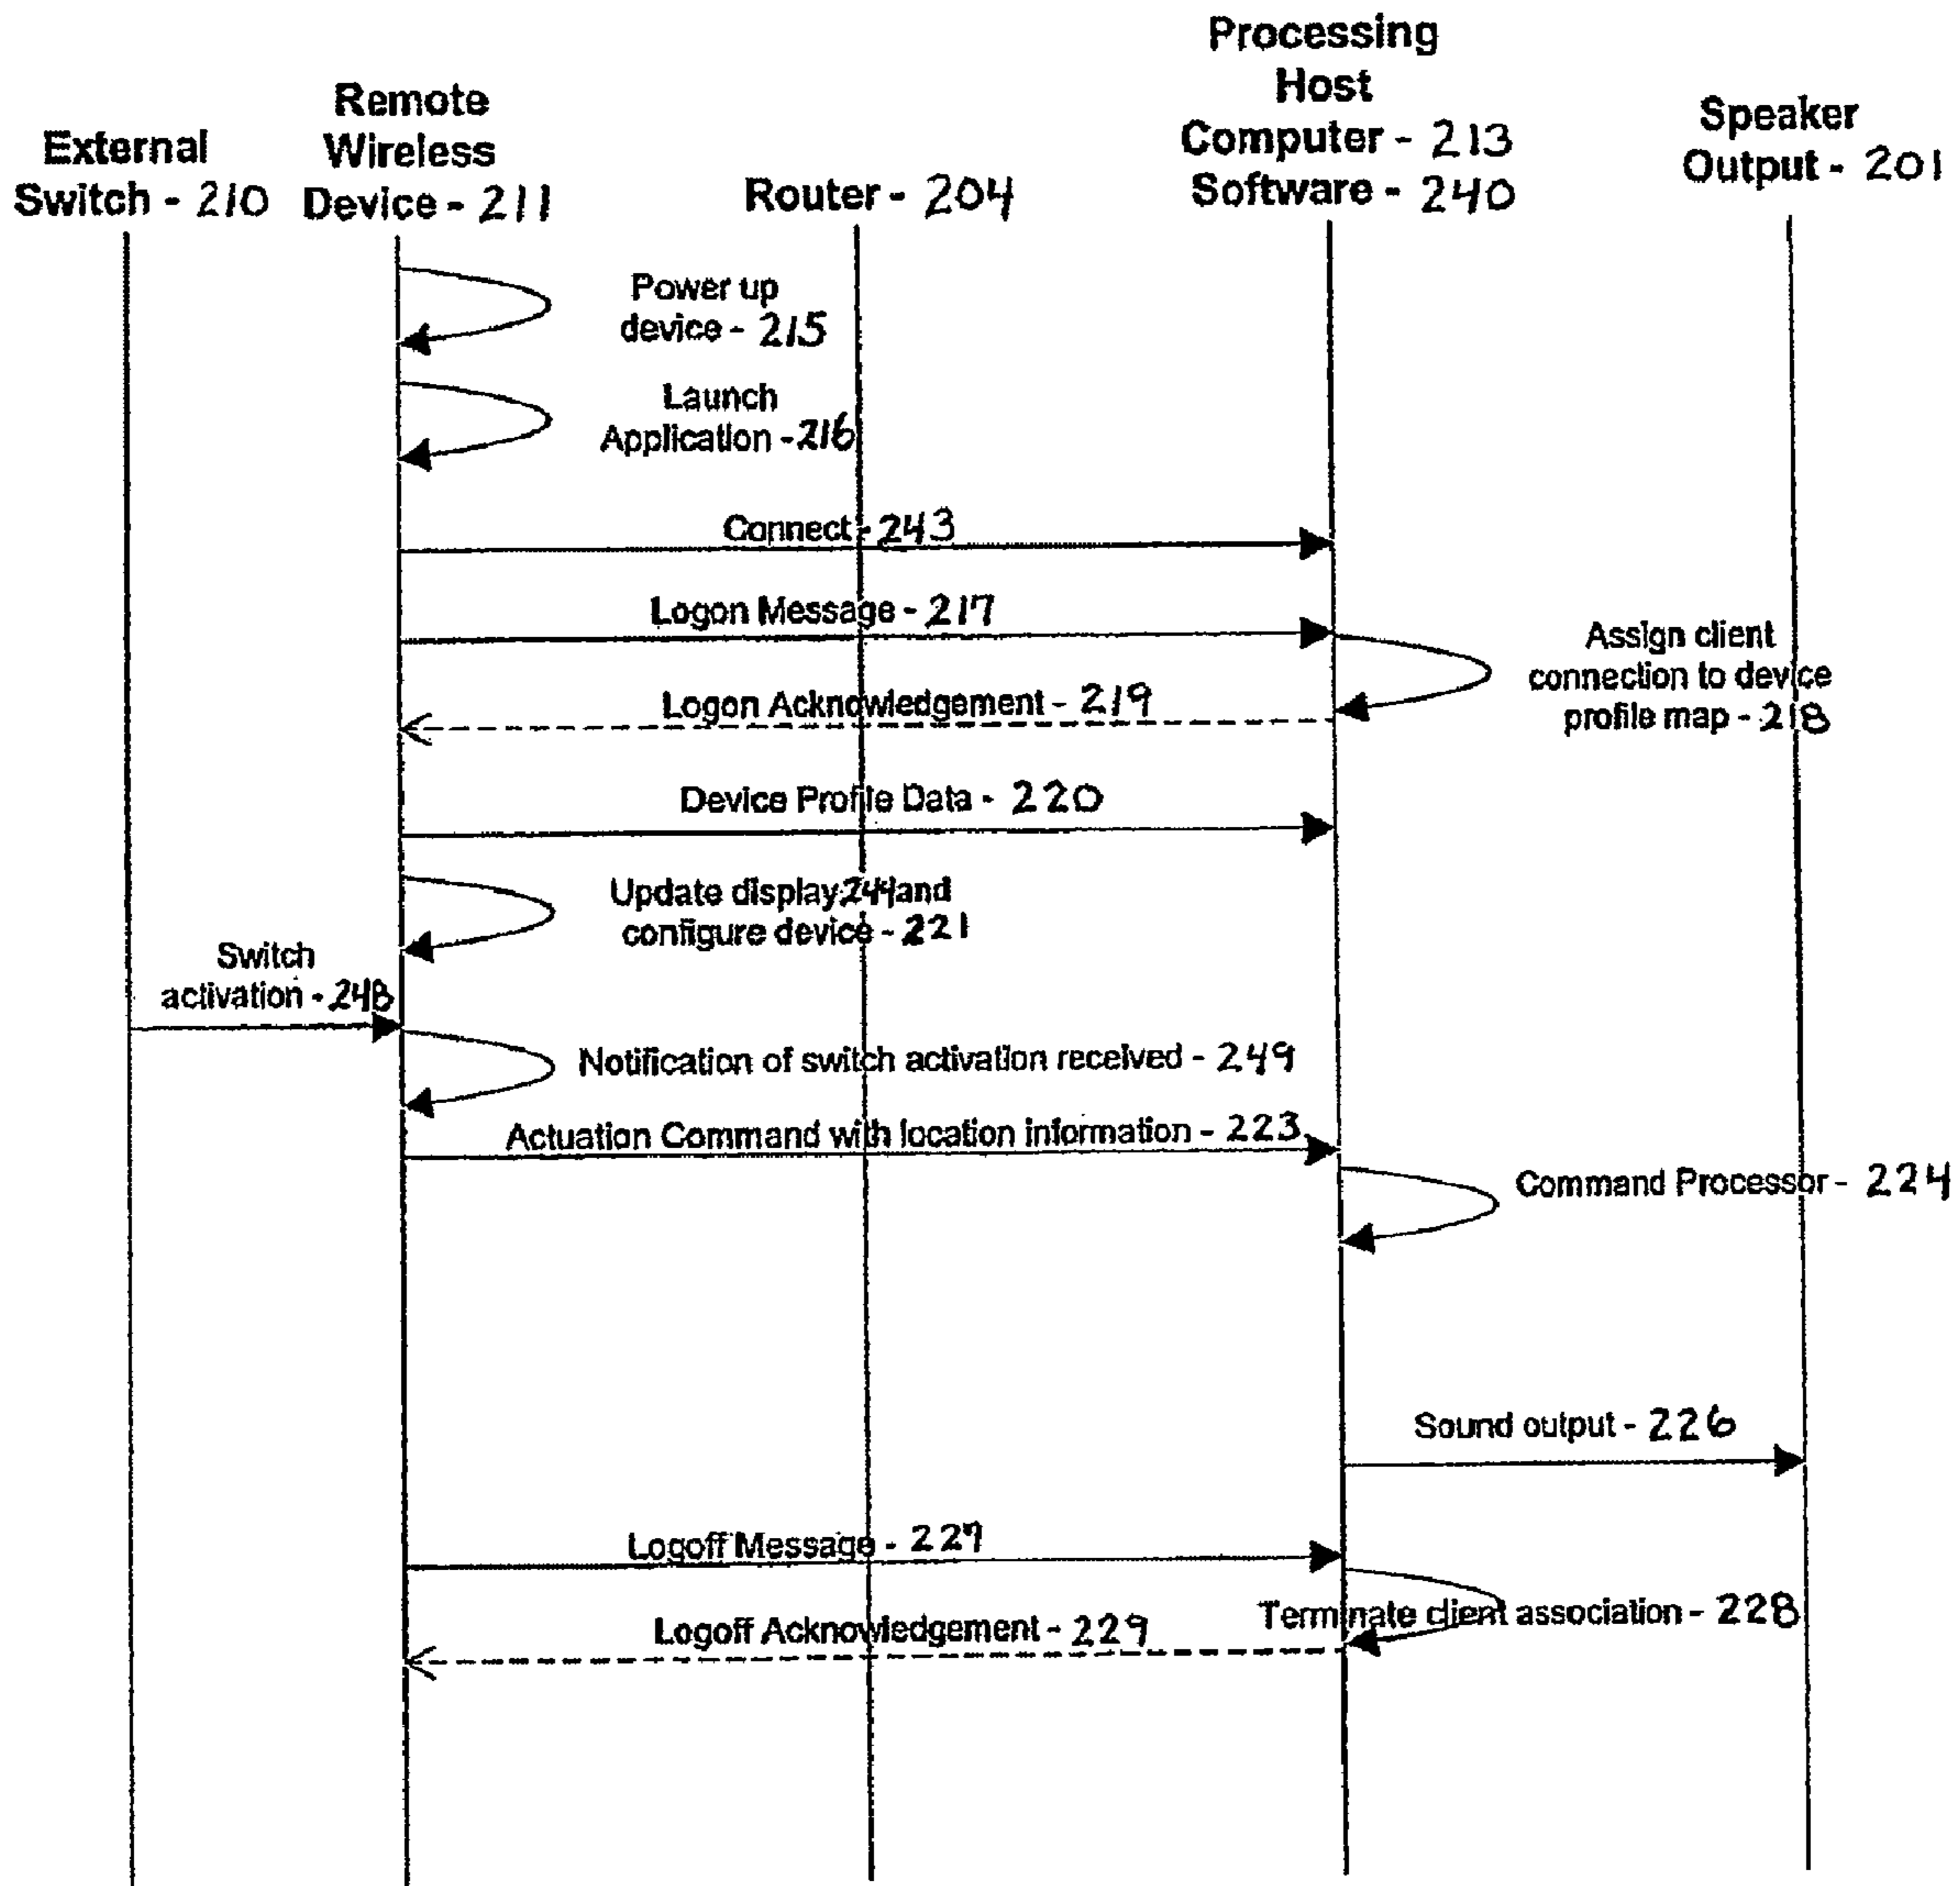 External
Switch - 210
Remote
Wireless
Device - 211
Router - 204
Processing
Host
Computer - 213
Software - 240
Speaker
Output - 201
Power up
device - 215
Launch
Application - 216
Connect - 243
Logon Message - 217
Assign client
connection to device
profile map - 218
Logon Acknowledgement - 219
Device Profile Data - 220
Update display 244 and
configure device - 221
Switch
activation - 248
Notification of switch activation received - 249
Actuation Command with location information - 223
Command Processor - 224
Sound output - 226
Logoff Message - 227
Terminate client association - 228
Logoff Acknowledgement - 229